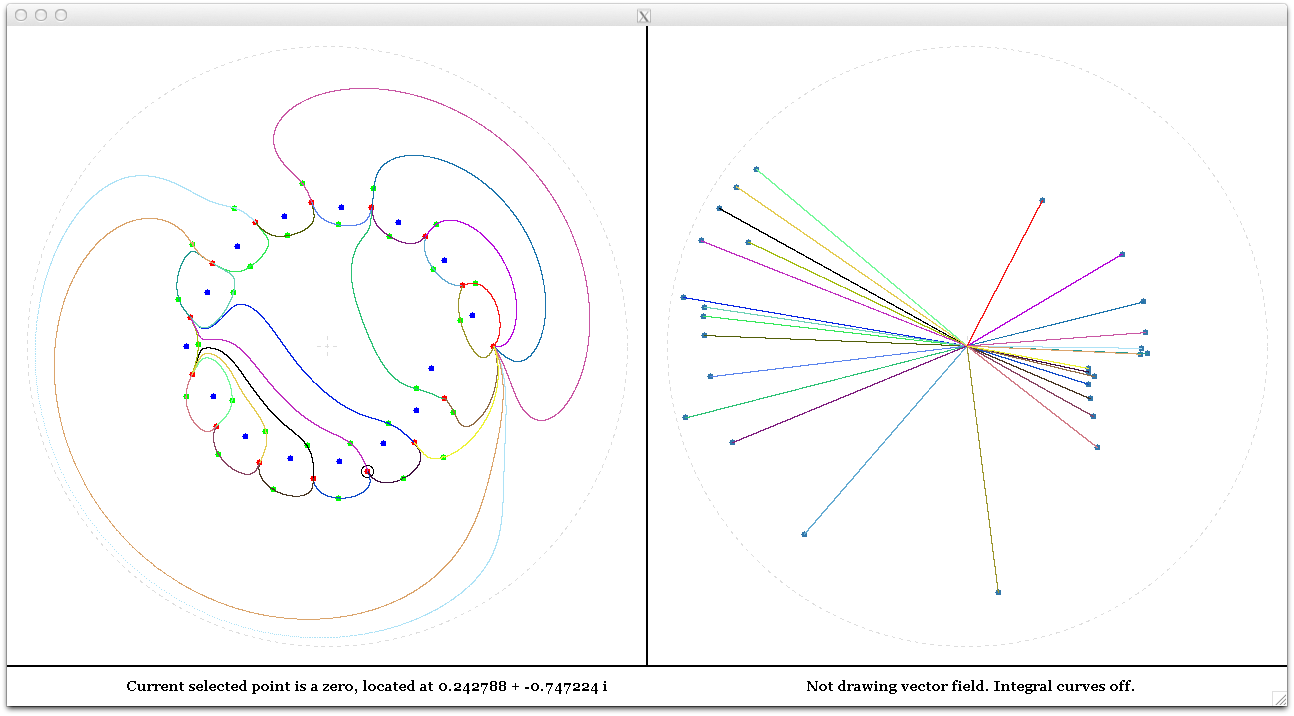 Current selected point is a zero, located at 0.242788 + -0.747224 i
Not drawing vector field. Integral curves off.